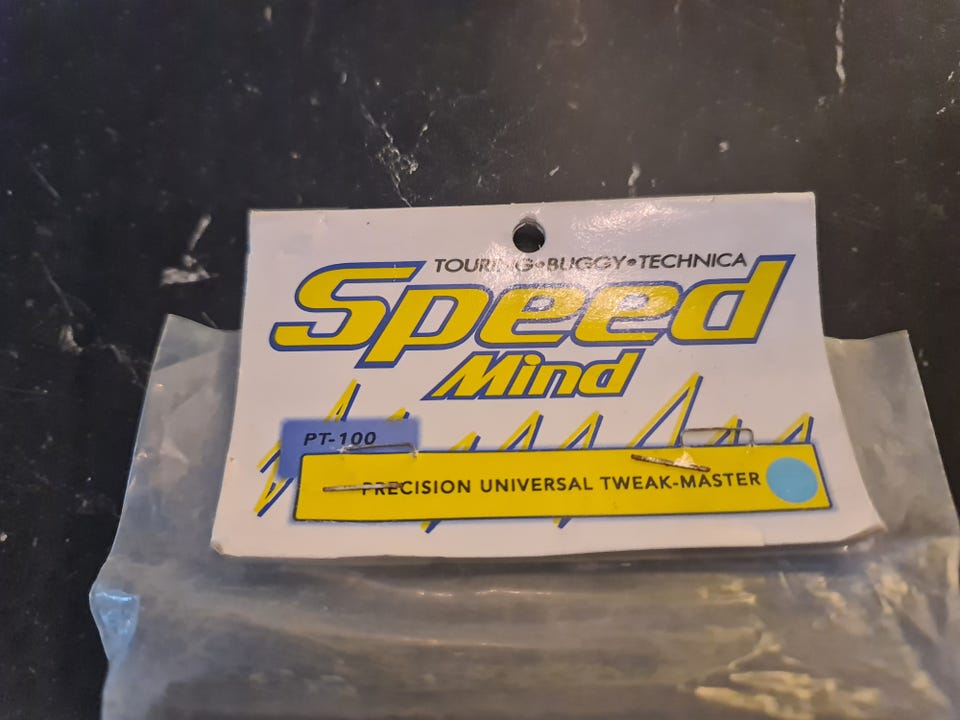 TOURING•BUGGY•TECHNICA
Speed
Mind
PT-100
PRECISION UNIVERSAL TWEAK-MASTER